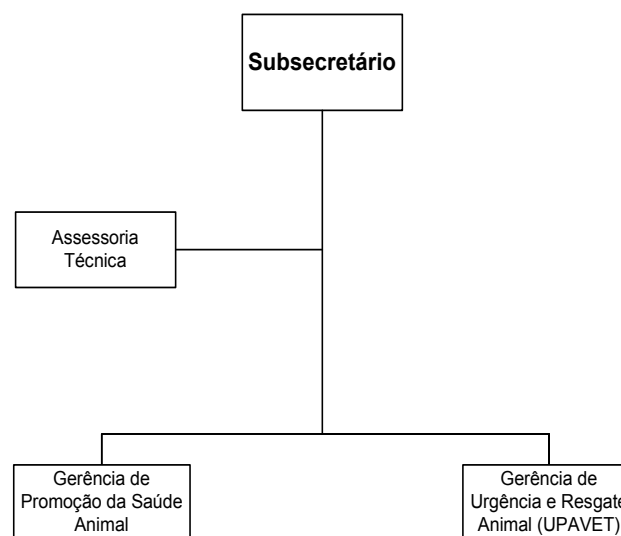 Subsecretário
Assessoria
Técnica
Gerência de
Promoção da Saúde
Animal
Gerência de
Urgência e Resgate
Animal (UPAVET)